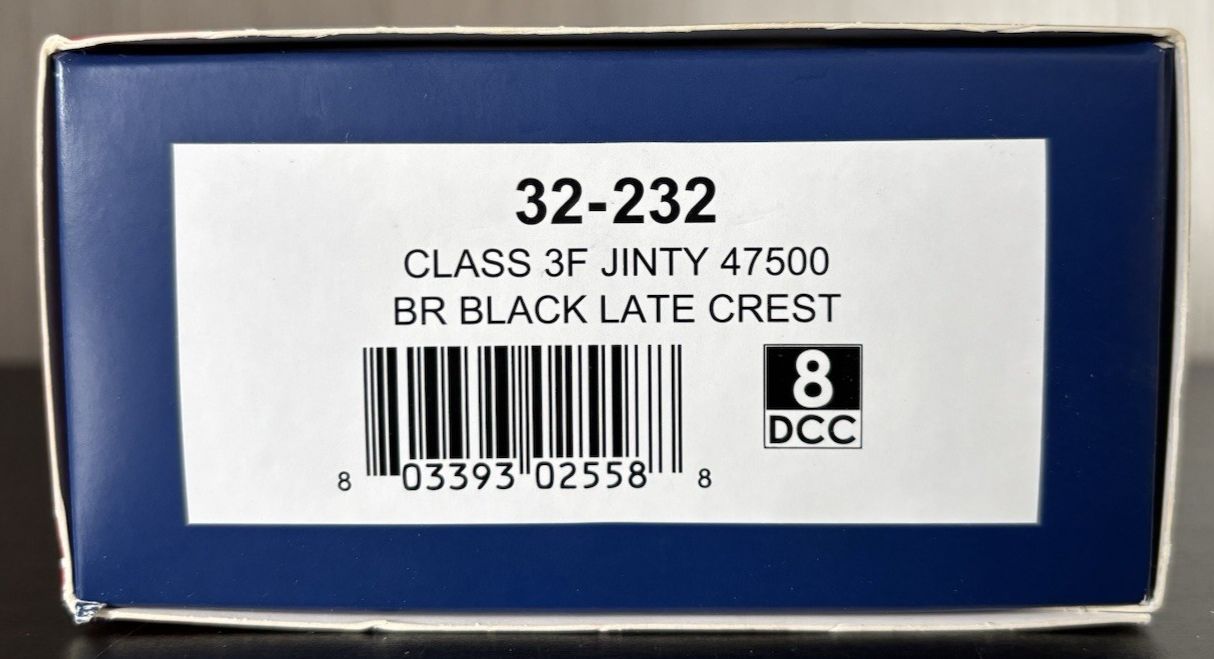 32-232
CLASS 3F JINTY 47500
BR BLACK LATE CREST
8
DCC
8 03393 02558 8